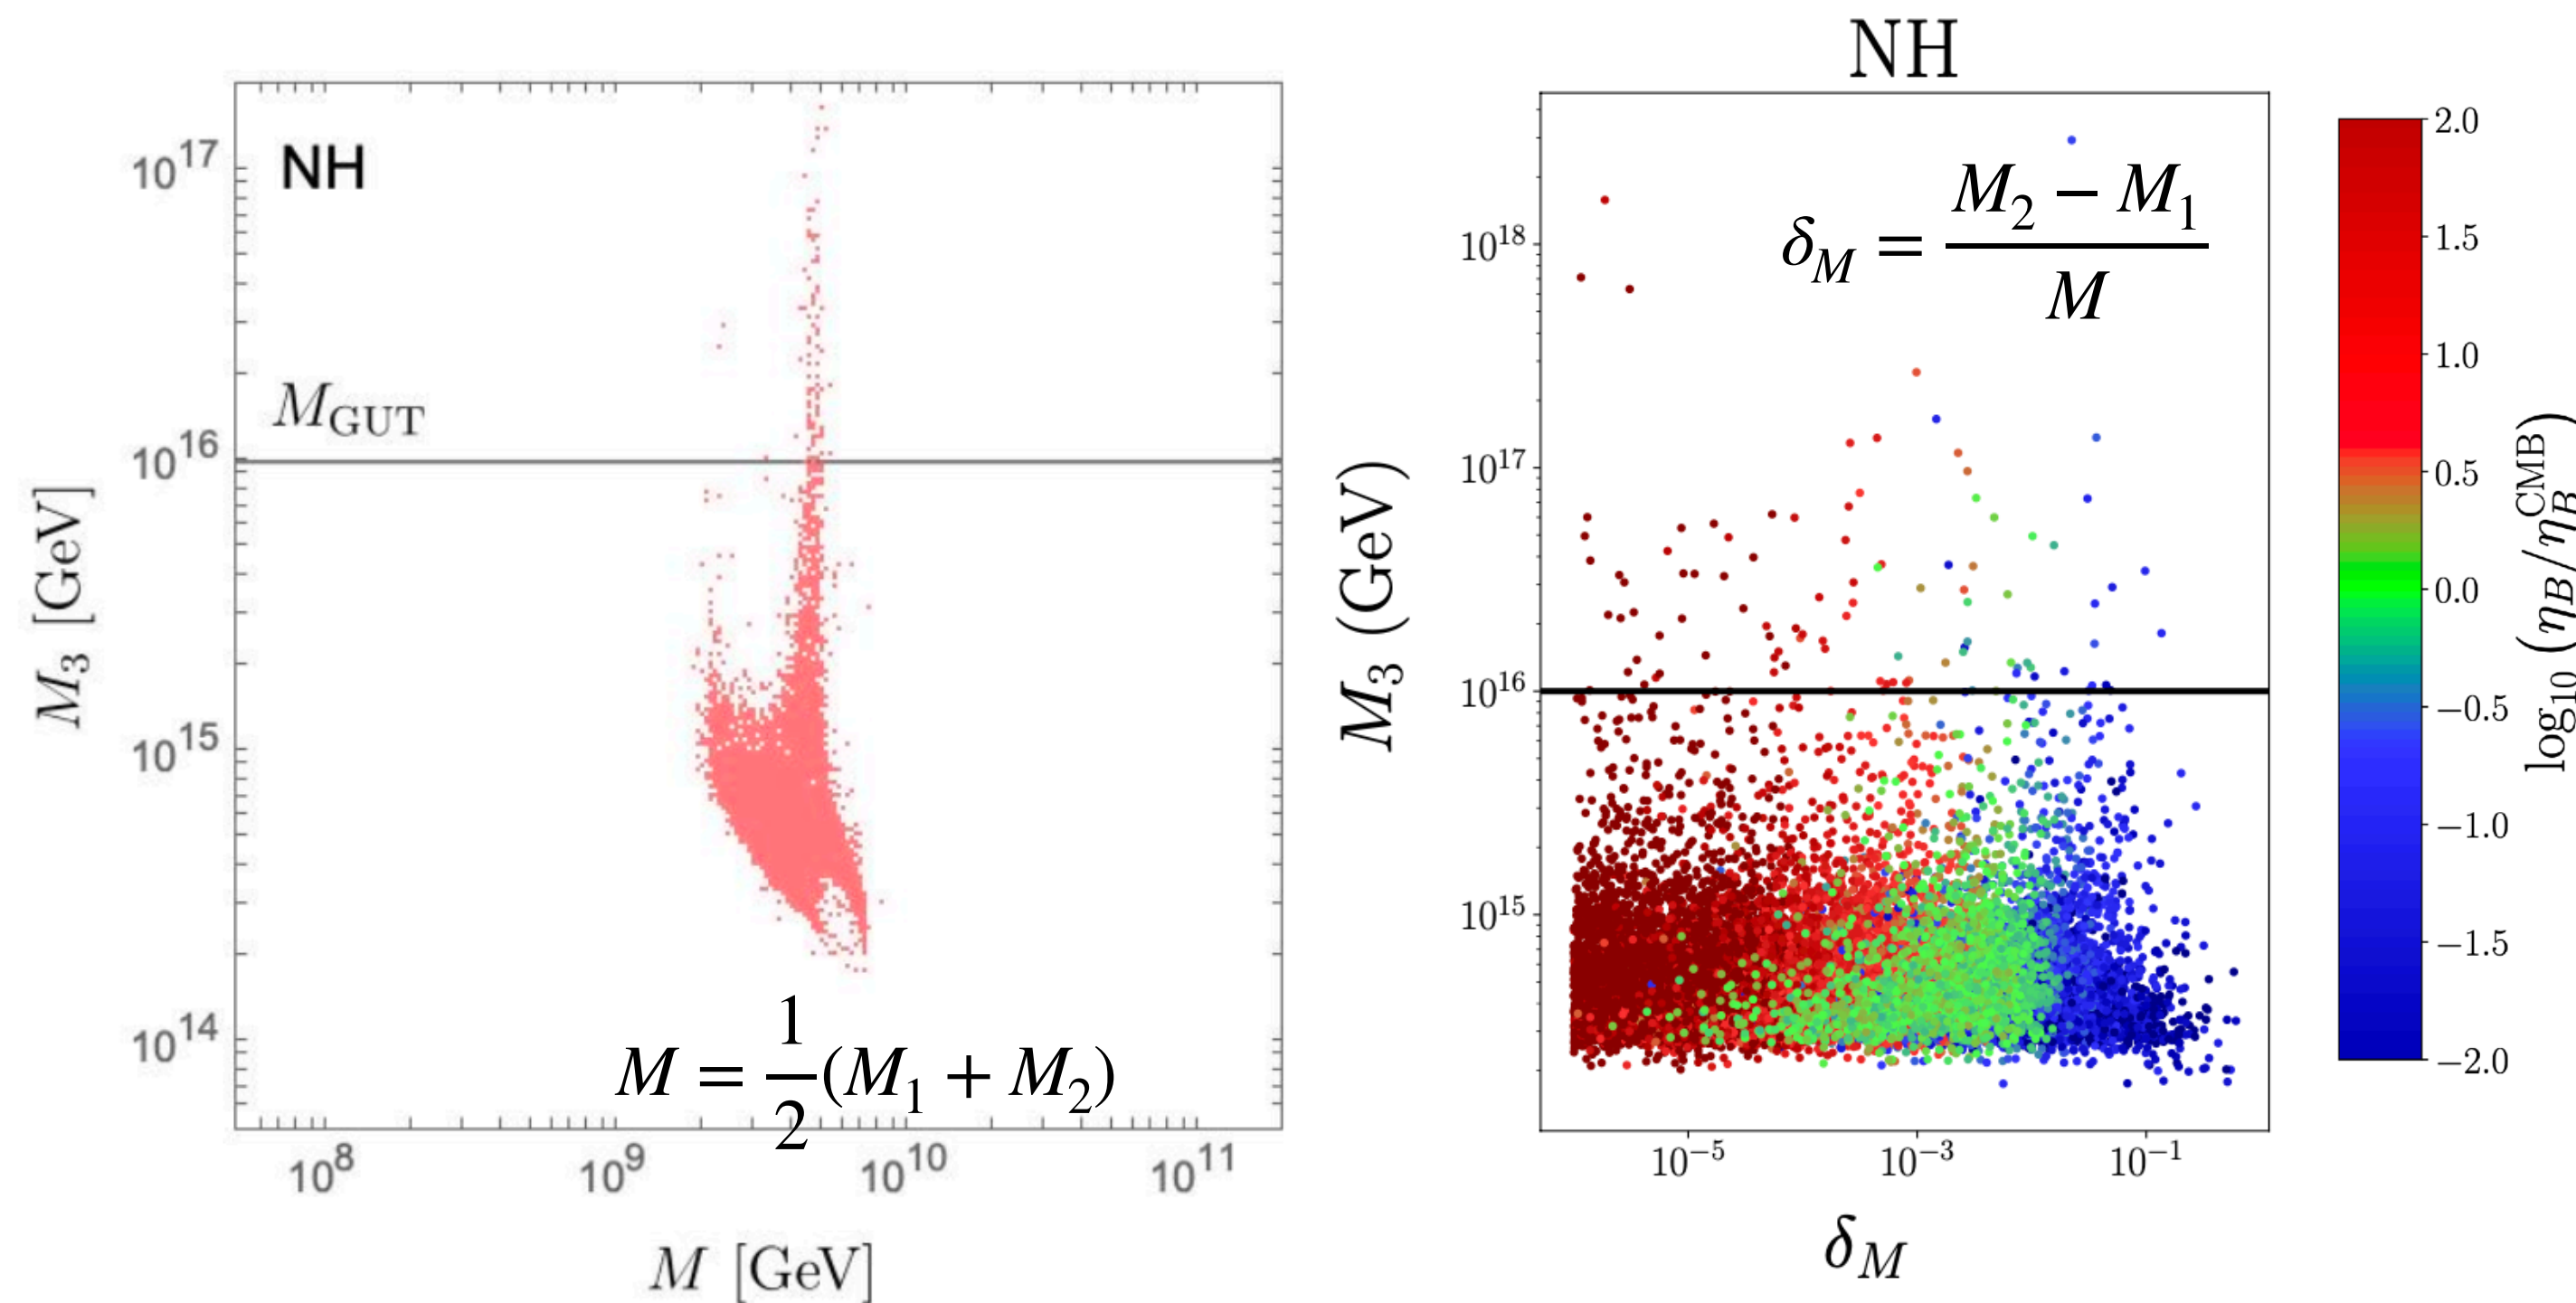 NH
10^17
M_GUT
10^16
10^15
10^14
M_3 [GeV]
M = 1/2 (M_1 + M_2)
10^8 10^9 10^10 10^11
M [GeV]
NH
δ_M = (M_2 − M_1)/M
10^18
10^17
10^16
10^15
M_3 (GeV)
10^−5 10^−3 10^−1
δ_M
2.0
1.5
1.0
0.5
0.0
−0.5
−1.0
−1.5
−2.0
log_10 (η_B/η_B^CMB)